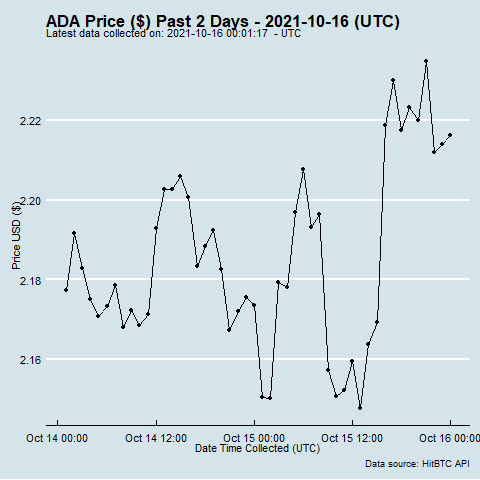 ADA Price ($) Past 2 Days - 2021-10-16 (UTC)
Latest data collected on: 2021-10-16 00:01:17 - UTC
2.22
2.20
2.18
2.16
Price USD ($)
Oct 14 00:00 Oct 14 12:00 Oct 15 00:00 Oct 15 12:00 Oct 16 00:00
Date Time Collected (UTC)
Data source: HitBTC API